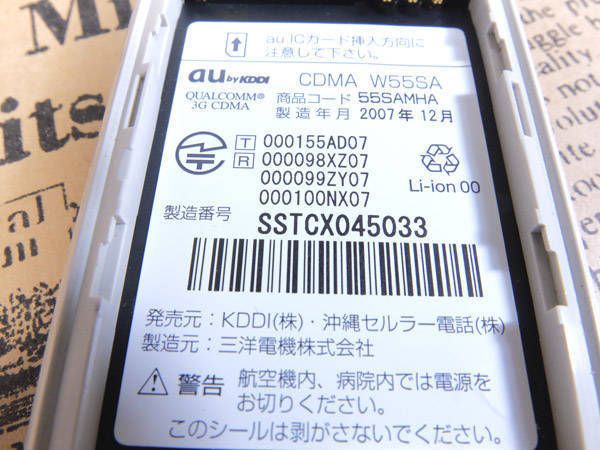 au ICカード挿入方向に
注意して下さい。
au by KDDI CDMA W55SA
QUALCOMM® 商品コード 55SAMHA
3G CDMA 製造年月 2007年12月
T 000155AD07
R 000098XZ07
000099ZY07
000100NX07
Li-ion 00
製造番号 SSTCX045033
発売元：KDDI(株)・沖縄セルラー電話(株)
製造元：三洋電機株式会社
警告 航空機内、病院内では電源を
お切りください。
このシールは剥がさないでください。
its